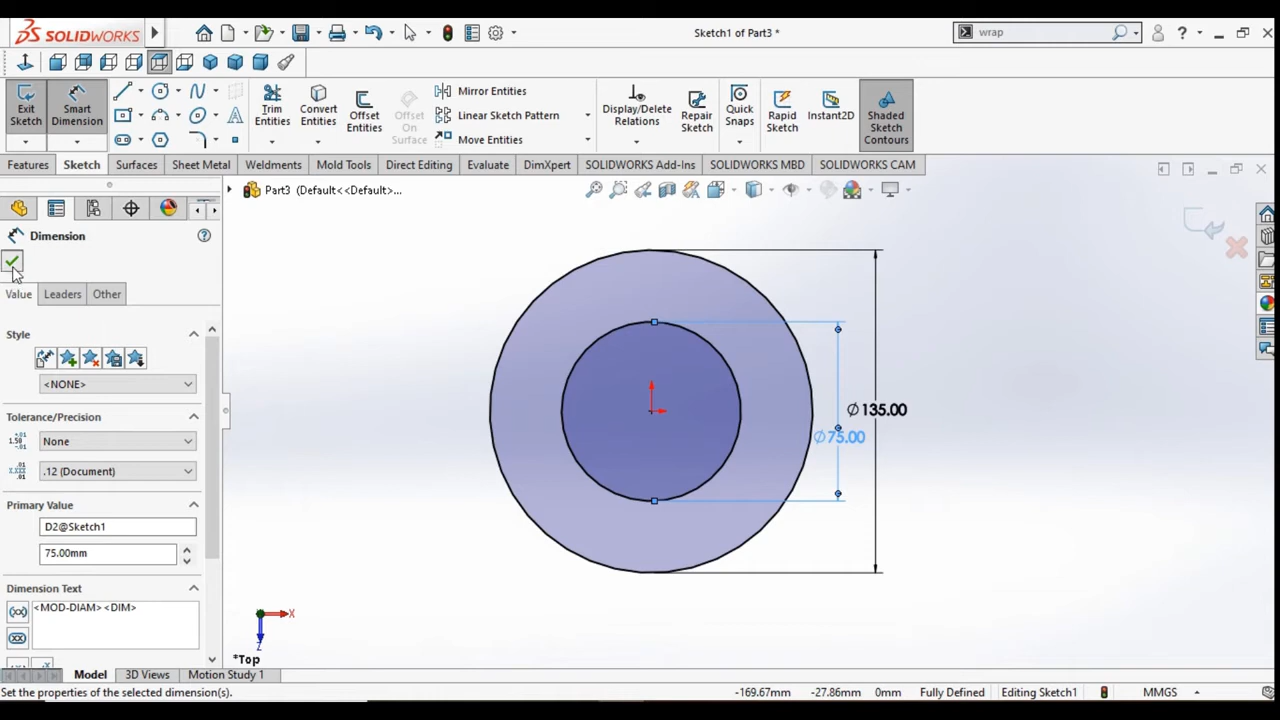 SOLIDWORKS
Sketch1 of Part3 *
wrap
Exit Sketch
Smart Dimension
Trim Entities
Convert Entities
Offset Entities
Offset On Surface
Mirror Entities
Linear Sketch Pattern
Move Entities
Display/Delete Relations
Repair Sketch
Quick Snaps
Rapid Sketch
Instant2D
Shaded Sketch Contours
Features Sketch Surfaces Sheet Metal Weldments Mold Tools Direct Editing Evaluate DimXpert SOLIDWORKS Add-Ins SOLIDWORKS MBD SOLIDWORKS CAM
Part3 (Default<<Default>...
Dimension
Value Leaders Other
Style
<NONE>
Tolerance/Precision
None
.12 (Document)
Primary Value
D2@Sketch1
75.00mm
Dimension Text
<MOD-DIAM><DIM>
Ø135.00
Ø75.00
X
Z
*Top
Model 3D Views Motion Study 1
Set the properties of the selected dimension(s). -169.67mm -27.86mm 0mm Fully Defined Editing Sketch1 MMGS